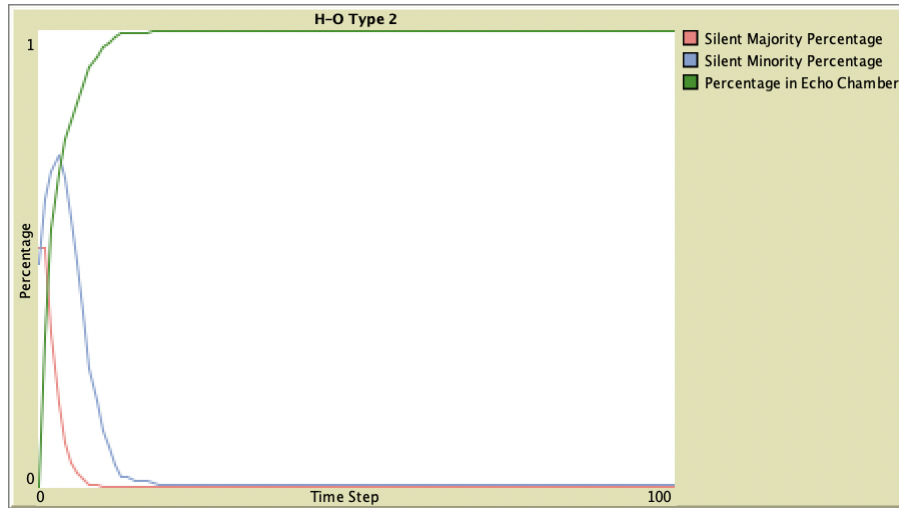 H-O Type 2
1
Percentage
0
0
Time Step
100
Silent Majority Percentage
Silent Minority Percentage
Percentage in Echo Chamber